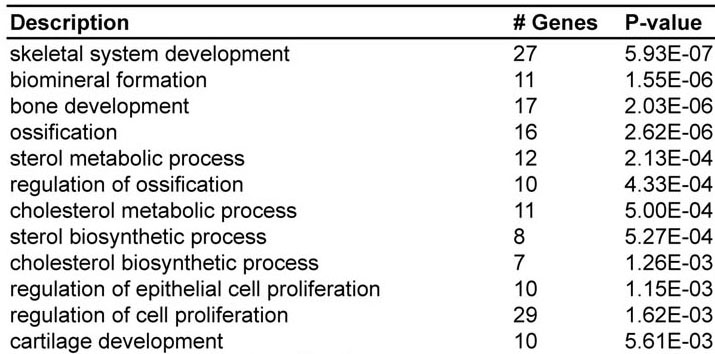 Description # Genes P-value
skeletal system development 27 5.93E-07
biomineral formation 11 1.55E-06
bone development 17 2.03E-06
ossification 16 2.62E-06
sterol metabolic process 12 2.13E-04
regulation of ossification 10 4.33E-04
cholesterol metabolic process 11 5.00E-04
sterol biosynthetic process 8 5.27E-04
cholesterol biosynthetic process 7 1.26E-03
regulation of epithelial cell proliferation 10 1.15E-03
regulation of cell proliferation 29 1.62E-03
cartilage development 10 5.61E-03